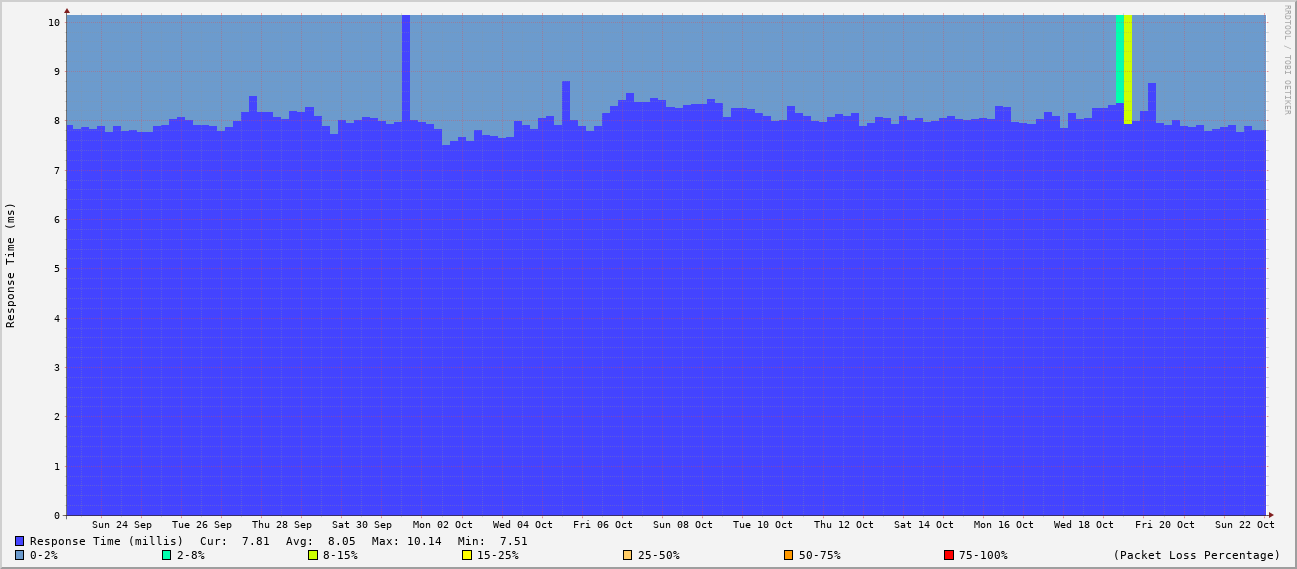 RRDTOOL / TOBI OETIKER
Response Time (ms)
10
9
8
7
6
5
4
3
2
1
0
Sun 24 Sep Tue 26 Sep Thu 28 Sep Sat 30 Sep Mon 02 Oct Wed 04 Oct Fri 06 Oct Sun 08 Oct Tue 10 Oct Thu 12 Oct Sat 14 Oct Mon 16 Oct Wed 18 Oct Fri 20 Oct Sun 22 Oct
Response Time (millis) Cur: 7.81 Avg: 8.05 Max: 10.14 Min: 7.51
0-2% 2-8% 8-15% 15-25% 25-50% 50-75% 75-100% (Packet Loss Percentage)